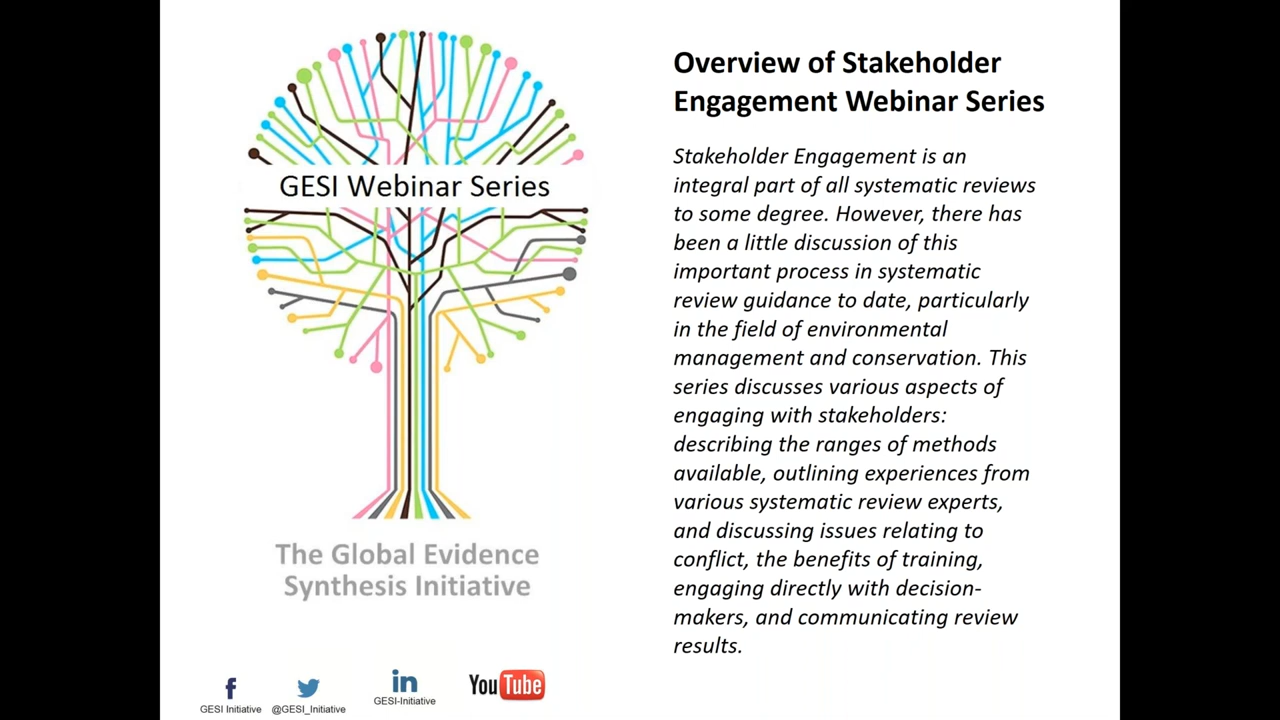 GESI Webinar Series
The Global Evidence
Synthesis Initiative
GESI Initiative
@GESI_Initiative
in
GESI-Initiative
YouTube
Overview of Stakeholder
Engagement Webinar Series
Stakeholder Engagement is an
integral part of all systematic reviews
to some degree. However, there has
been a little discussion of this
important process in systematic
review guidance to date, particularly
in the field of environmental
management and conservation. This
series discusses various aspects of
engaging with stakeholders:
describing the ranges of methods
available, outlining experiences from
various systematic review experts,
and discussing issues relating to
conflict, the benefits of training,
engaging directly with decision-
makers, and communicating review
results.